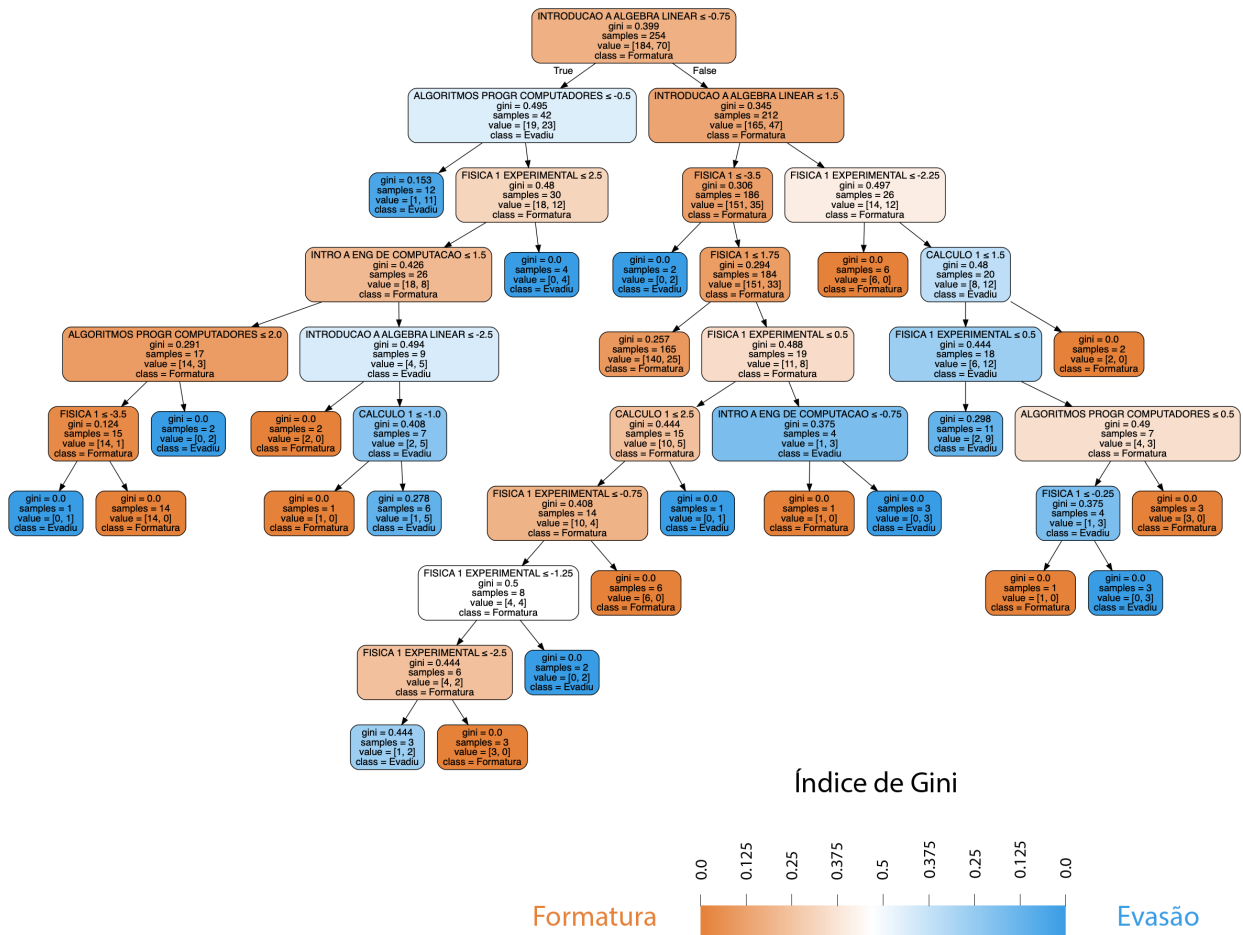 INTRODUCAO A ALGEBRA LINEAR ≤ -0.75
gini = 0.399
samples = 254
value = [184, 70]
class = Formatura
True
False
ALGORITMOS PROGR COMPUTADORES ≤ -0.5
gini = 0.495
samples = 42
value = [19, 23]
class = Evadiu
INTRODUCAO A ALGEBRA LINEAR ≤ 1.5
gini = 0.345
samples = 212
value = [165, 47]
class = Formatura
gini = 0.153
samples = 12
value = [1, 11]
class = Evadiu
FISICA 1 EXPERIMENTAL ≤ 2.5
gini = 0.48
samples = 30
value = [18, 12]
class = Formatura
FISICA 1 ≤ -3.5
gini = 0.306
samples = 186
value = [151, 35]
class = Formatura
FISICA 1 EXPERIMENTAL ≤ -2.25
gini = 0.497
samples = 26
value = [14, 12]
class = Formatura
INTRO A ENG DE COMPUTACAO ≤ 1.5
gini = 0.426
samples = 26
value = [18, 8]
class = Formatura
gini = 0.0
samples = 4
value = [0, 4]
class = Evadiu
gini = 0.0
samples = 2
value = [0, 2]
class = Evadiu
FISICA 1 ≤ 1.75
gini = 0.294
samples = 184
value = [151, 33]
class = Formatura
gini = 0.0
samples = 6
value = [6, 0]
class = Formatura
CALCULO 1 ≤ 1.5
gini = 0.48
samples = 20
value = [8, 12]
class = Evadiu
ALGORITMOS PROGR COMPUTADORES ≤ 2.0
gini = 0.291
samples = 17
value = [14, 3]
class = Formatura
INTRODUCAO A ALGEBRA LINEAR ≤ -2.5
gini = 0.494
samples = 9
value = [4, 5]
class = Evadiu
gini = 0.257
samples = 165
value = [140, 25]
class = Formatura
FISICA 1 EXPERIMENTAL ≤ 0.5
gini = 0.488
samples = 19
value = [11, 8]
class = Formatura
FISICA 1 EXPERIMENTAL ≤ 0.5
gini = 0.444
samples = 18
value = [6, 12]
class = Evadiu
gini = 0.0
samples = 2
value = [2, 0]
class = Formatura
FISICA 1 ≤ -3.5
gini = 0.124
samples = 15
value = [14, 1]
class = Formatura
gini = 0.0
samples = 2
value = [0, 2]
class = Evadiu
gini = 0.0
samples = 2
value = [2, 0]
class = Formatura
CALCULO 1 ≤ -1.0
gini = 0.408
samples = 7
value = [2, 5]
class = Evadiu
CALCULO 1 ≤ 2.5
gini = 0.444
samples = 15
value = [10, 5]
class = Formatura
INTRO A ENG DE COMPUTACAO ≤ -0.75
gini = 0.375
samples = 4
value = [1, 3]
class = Evadiu
gini = 0.298
samples = 11
value = [2, 9]
class = Evadiu
ALGORITMOS PROGR COMPUTADORES ≤ 0.5
gini = 0.49
samples = 7
value = [4, 3]
class = Formatura
gini = 0.0
samples = 1
value = [0, 1]
class = Evadiu
gini = 0.0
samples = 14
value = [14, 0]
class = Formatura
gini = 0.0
samples = 1
value = [1, 0]
class = Formatura
gini = 0.278
samples = 6
value = [1, 5]
class = Evadiu
FISICA 1 EXPERIMENTAL ≤ -0.75
gini = 0.408
samples = 14
value = [10, 4]
class = Formatura
gini = 0.0
samples = 1
value = [0, 1]
class = Evadiu
gini = 0.0
samples = 1
value = [1, 0]
class = Formatura
gini = 0.0
samples = 3
value = [0, 3]
class = Evadiu
FISICA 1 ≤ -0.25
gini = 0.375
samples = 4
value = [1, 3]
class = Evadiu
gini = 0.0
samples = 3
value = [3, 0]
class = Formatura
FISICA 1 EXPERIMENTAL ≤ -1.25
gini = 0.5
samples = 8
value = [4, 4]
class = Formatura
gini = 0.0
samples = 6
value = [6, 0]
class = Formatura
gini = 0.0
samples = 1
value = [1, 0]
class = Formatura
gini = 0.0
samples = 3
value = [0, 3]
class = Evadiu
FISICA 1 EXPERIMENTAL ≤ -2.5
gini = 0.444
samples = 6
value = [4, 2]
class = Formatura
gini = 0.0
samples = 2
value = [0, 2]
class = Evadiu
gini = 0.444
samples = 3
value = [1, 2]
class = Evadiu
gini = 0.0
samples = 3
value = [3, 0]
class = Formatura
Índice de Gini
0.0
0.125
0.25
0.375
0.5
0.375
0.25
0.125
0.0
Formatura
Evasão